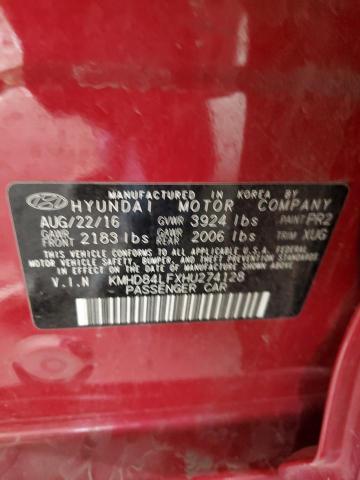 MANUFACTURED IN KOREA BY
HYUNDAI MOTOR COMPANY
AUG/22/16 GVWR 3924 lbs PAINT PR2
GAWR FRONT 2183 lbs GAWR REAR 2006 lbs TRIM XUG
THIS VEHICLE CONFORMS TO ALL APPLICABLE U.S.
FEDERAL MOTOR VEHICLE SAFETY, BUMPER, AND THEFT PREVENTION STANDARDS
IN EFFECT ON THE DATE OF MANUFACTURE SHOWN ABOVE.
V.I.N KMHD84LFXHU274128
PASSENGER CAR